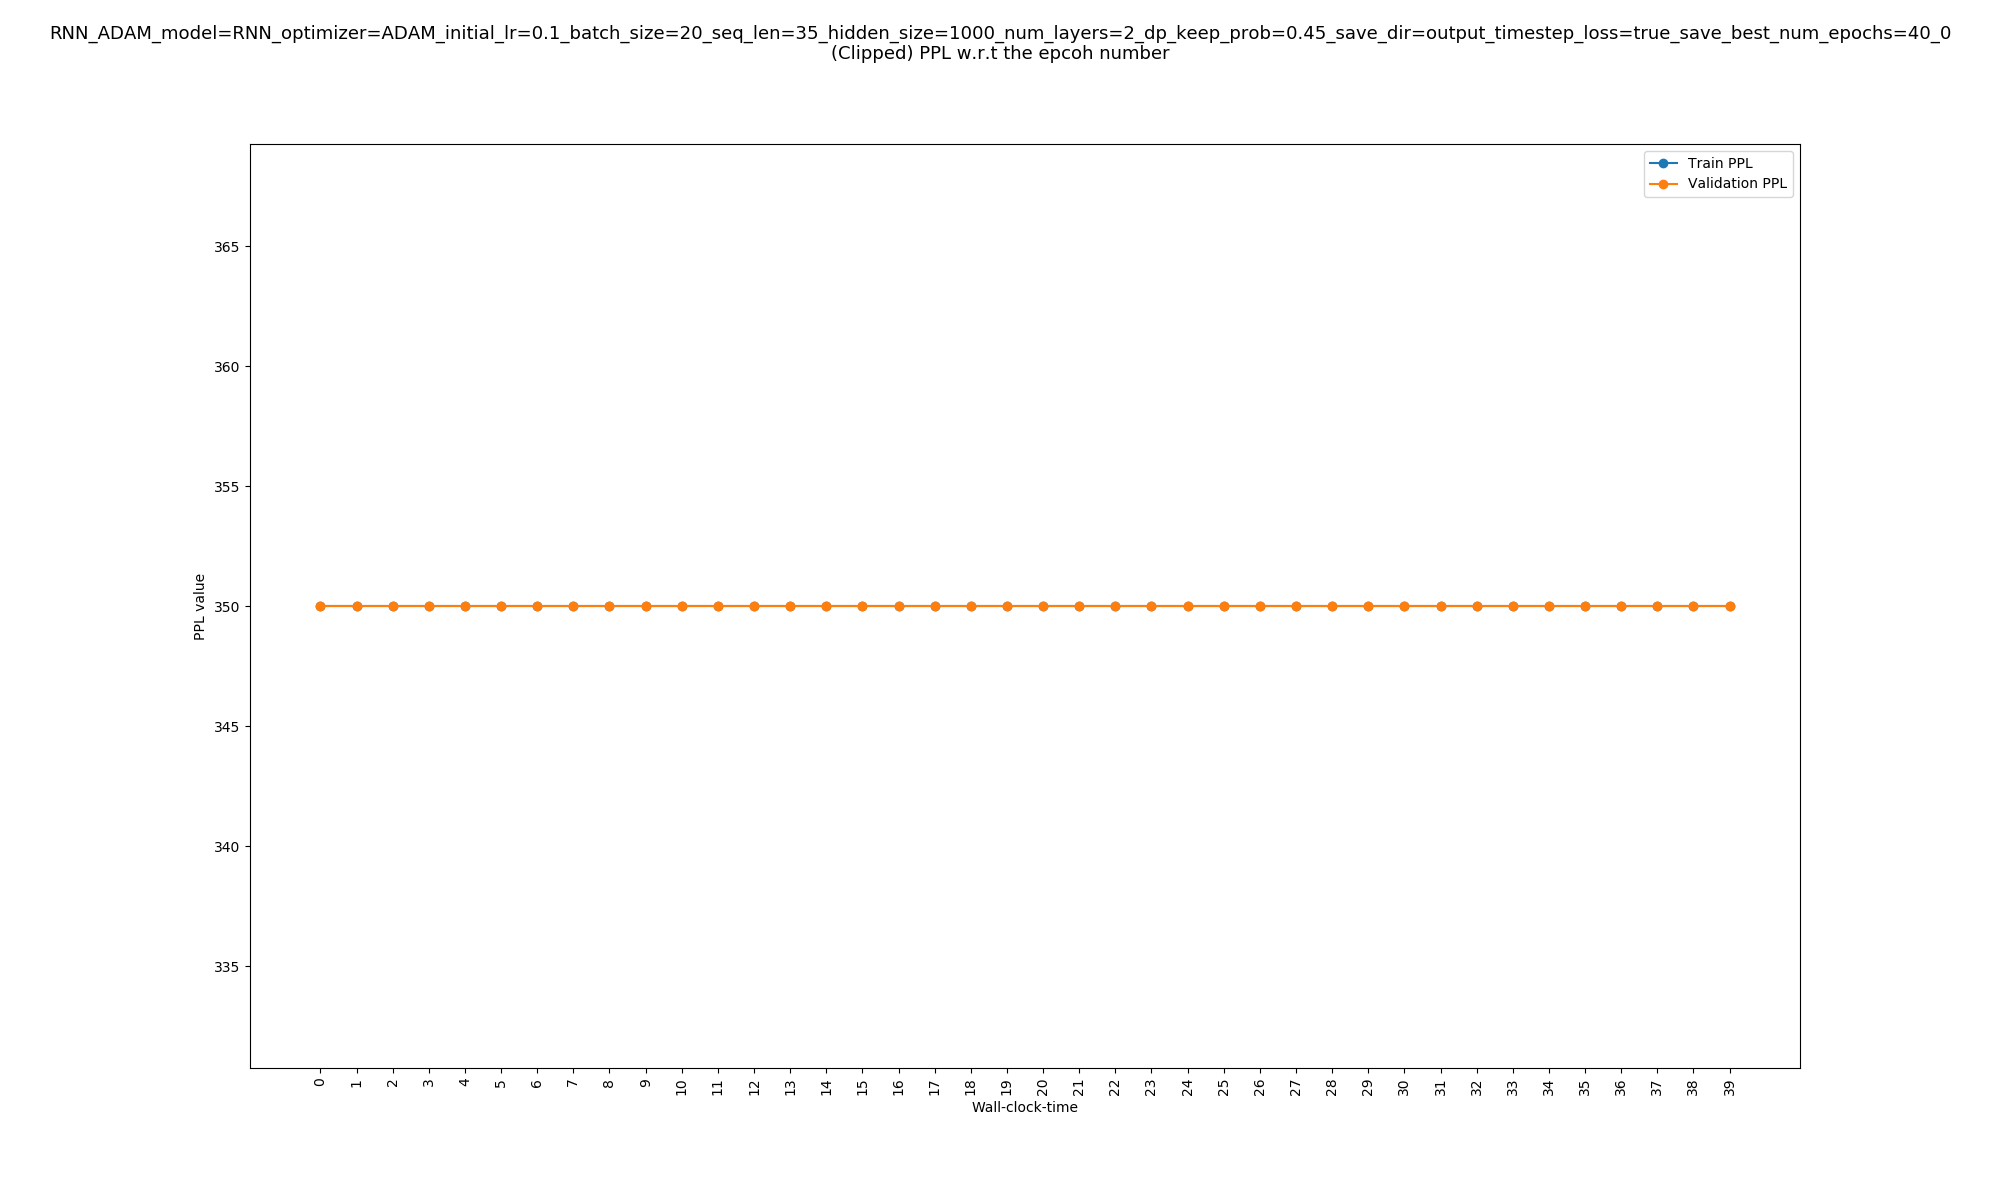 RNN_ADAM_model=RNN_optimizer=ADAM_initial_lr=0.1_batch_size=20_seq_len=35_hidden_size=1000_num_layers=2_dp_keep_prob=0.45_save_dir=output_timestep_loss=true_save_best_num_epochs=40_0
(Clipped) PPL w.r.t the epcoh number
Train PPL
Validation PPL
365
360
355
350
345
340
335
PPL value
0 1 2 3 4 5 6 7 8 9 10 11 12 13 14 15 16 17 18 19 20 21 22 23 24 25 26 27 28 29 30 31 32 33 34 35 36 37 38 39
Wall-clock-time